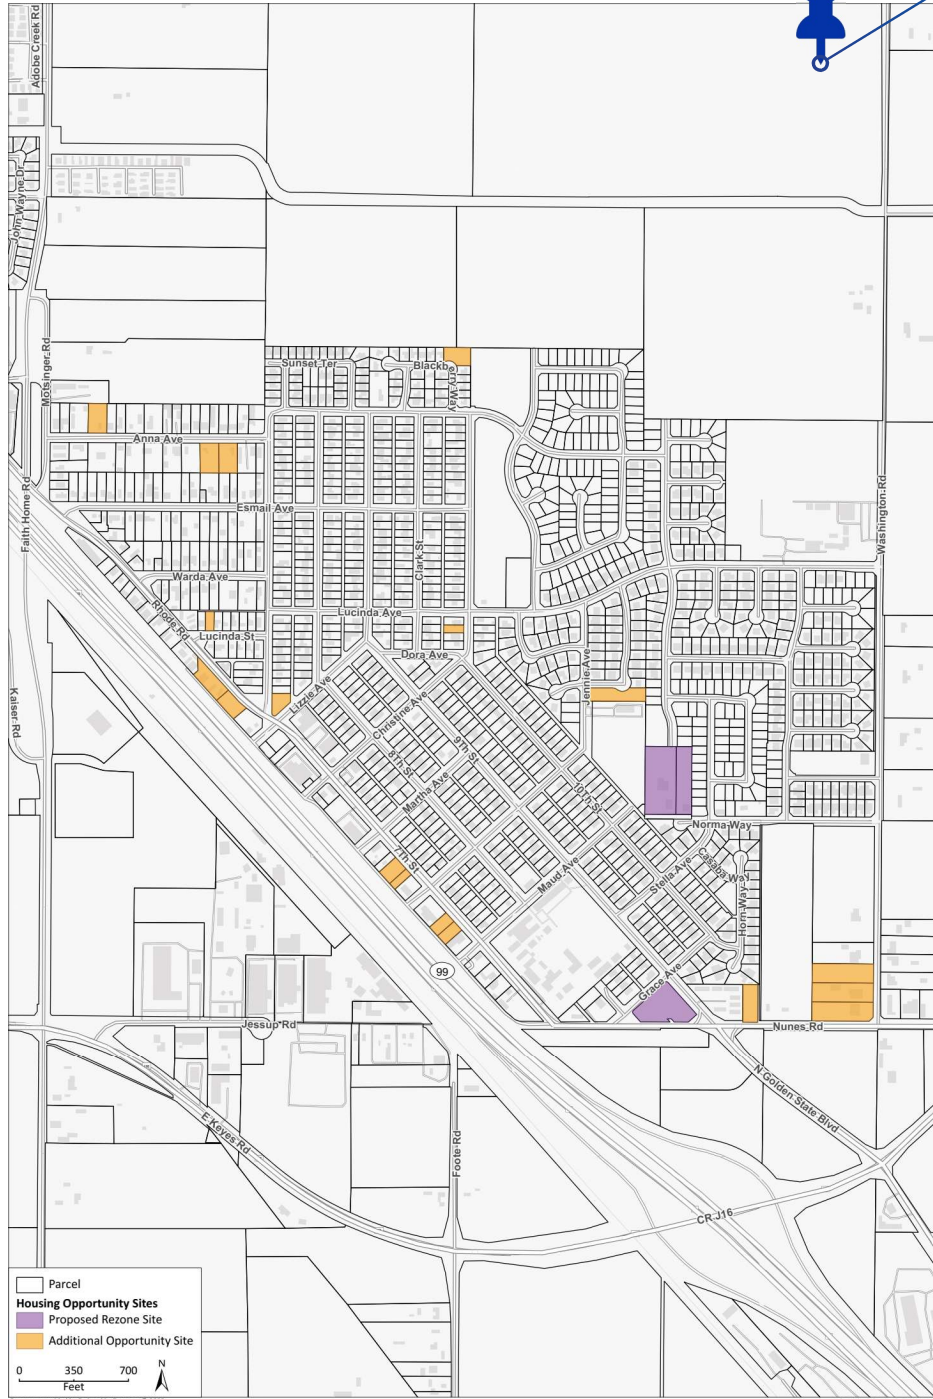 Adobe Creek Rd
John Wayne Dr
Motsinger Rd
Sunset Ter
Blackberry Way
Anna Ave
Faith Home Rd
Esmail Ave
Washington Rd
Clark St
Warda Ave
Rhode Rd
Lucinda Ave
Lucinda St
Dora Ave
Jennie Ave
Kaiser Rd
Lizzie Ave
Christine Ave
9Th St
8Th St
Martha Ave
10Th St
Norma Way
7Th St
Maud Ave
Stella Ave
Casaba Way
Horn Way
99
Grace Ave
Jessup Rd
Nunes Rd
N Golden State Blvd
E Keyes Rd
Foote Rd
CR J16
Parcel
Housing Opportunity Sites
Proposed Rezone Site
Additional Opportunity Site
0 350 700
Feet
N